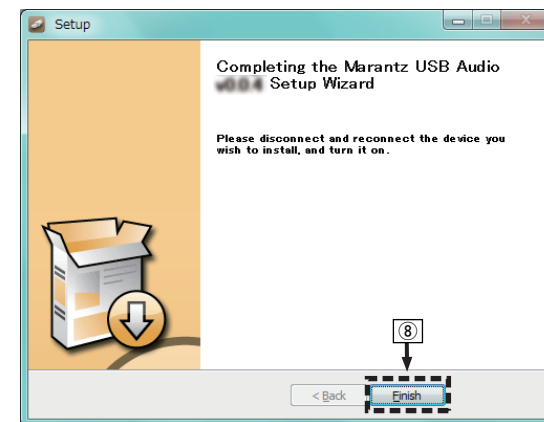 Setup
Completing the Marantz USB Audio
Setup Wizard
Please disconnect and reconnect the device you
wish to install, and turn it on.
⑧
< Back Finish